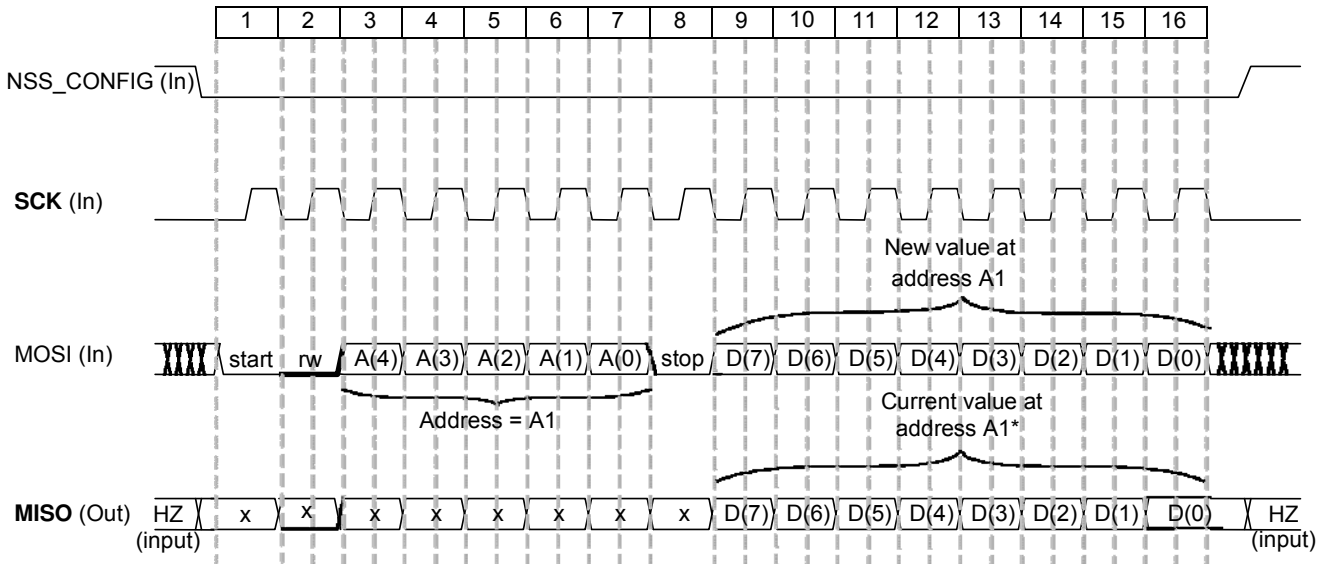 1 2 3 4 5 6 7 8 9 10 11 12 13 14 15 16
NSS_CONFIG (In)
SCK (In)
New value at
address A1
MOSI (In) start rw A(4) A(3) A(2) A(1) A(0) stop D(7) D(6) D(5) D(4) D(3) D(2) D(1) D(0)
Address = A1
Current value at
address A1*
MISO (Out) HZ x x x x x x x x D(7) D(6) D(5) D(4) D(3) D(2) D(1) D(0) HZ
(input) (input)